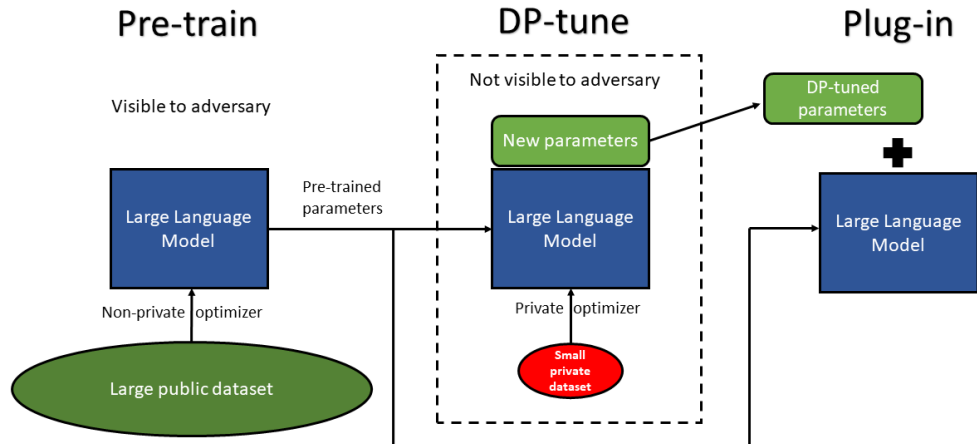 Pre-train
DP-tune
Plug-in
Visible to adversary
Not visible to adversary
New parameters
DP-tuned
parameters
Large Language
Model
Pre-trained
parameters
Large Language
Model
Large Language
Model
Non-private optimizer
Private optimizer
Large public dataset
Small
private
dataset